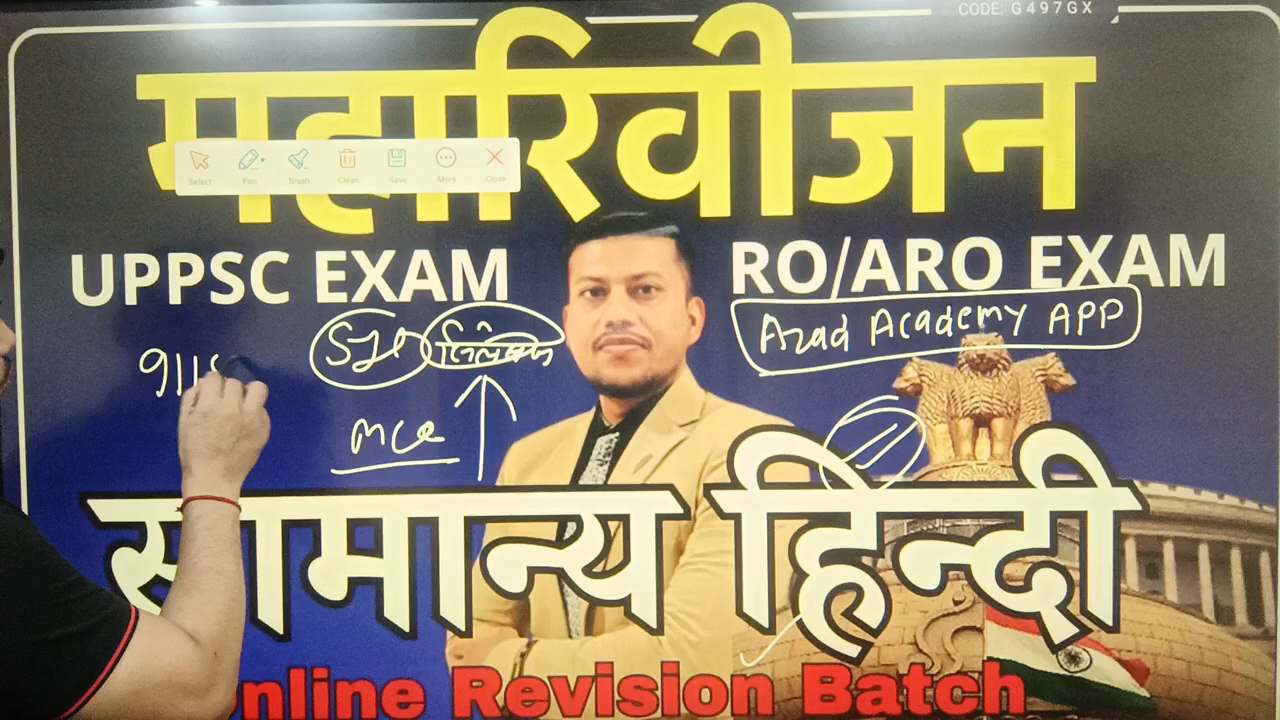 CODE: G497GX
महारिवीजन
Select Pen Brush Clean Save More Close
UPPSC EXAM RO/ARO EXAM
Azad Academy APP
911
MCQ
सामान्य हिन्दी
Online Revision Batch